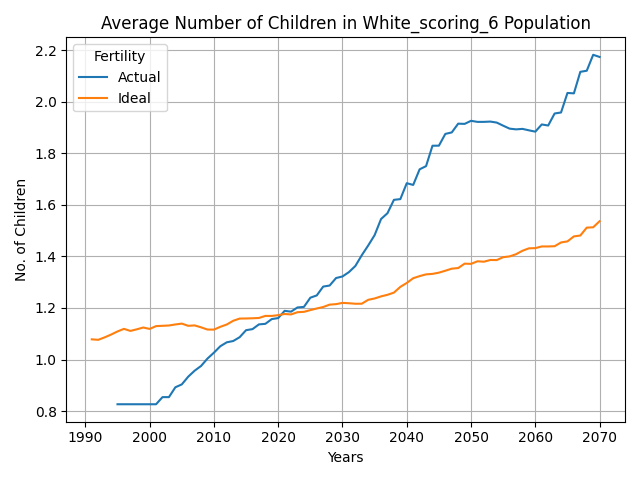 Average Number of Children in White_scoring_6 Population
Fertility
Actual
Ideal
No. of Children
2.2
2.0
1.8
1.6
1.4
1.2
1.0
0.8
1990 2000 2010 2020 2030 2040 2050 2060 2070
Years